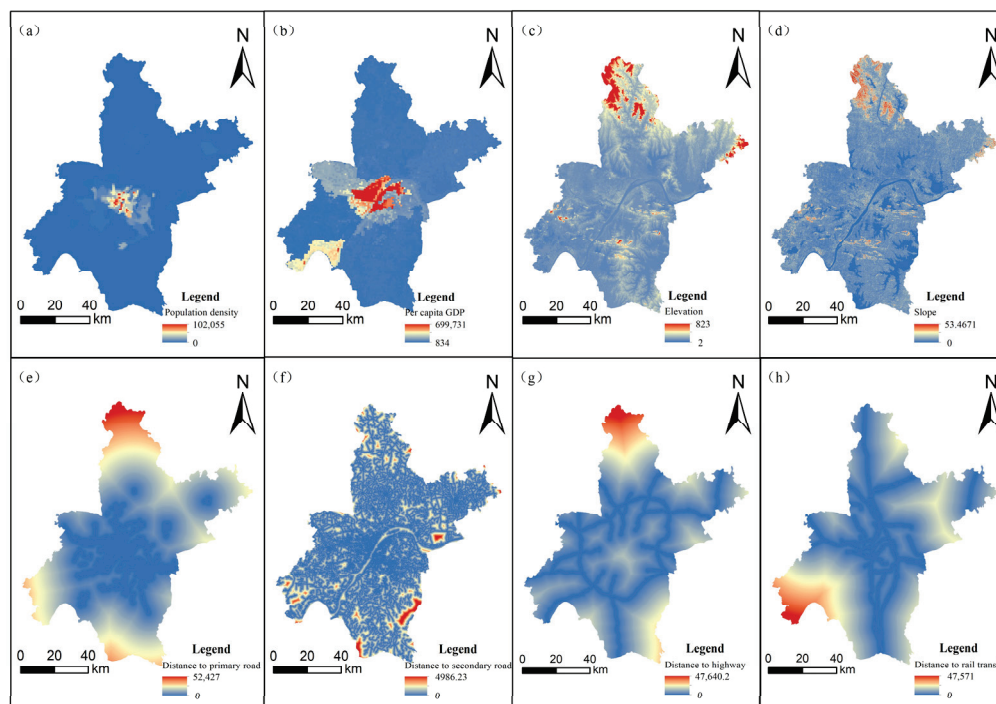 (a)
N
Legend
Population density
102,055
0
0 20 40
km
(b)
N
Legend
Per capita GDP
699,731
834
0 20 40
km
(c)
N
Legend
Elevation
823
2
0 20 40
km
(d)
N
Legend
Slope
53.4671
0
0 20 40
km
(e)
N
Legend
Distance to primary road
52,427
0
0 20 40
km
(f)
N
Legend
Distance to secondary road
4986.23
0
0 20 40
km
(g)
N
Legend
Distance to highway
47,640.2
0
0 20 40
km
(h)
N
Legend
Distance to rail trans
47,571
0
0 20 40
km